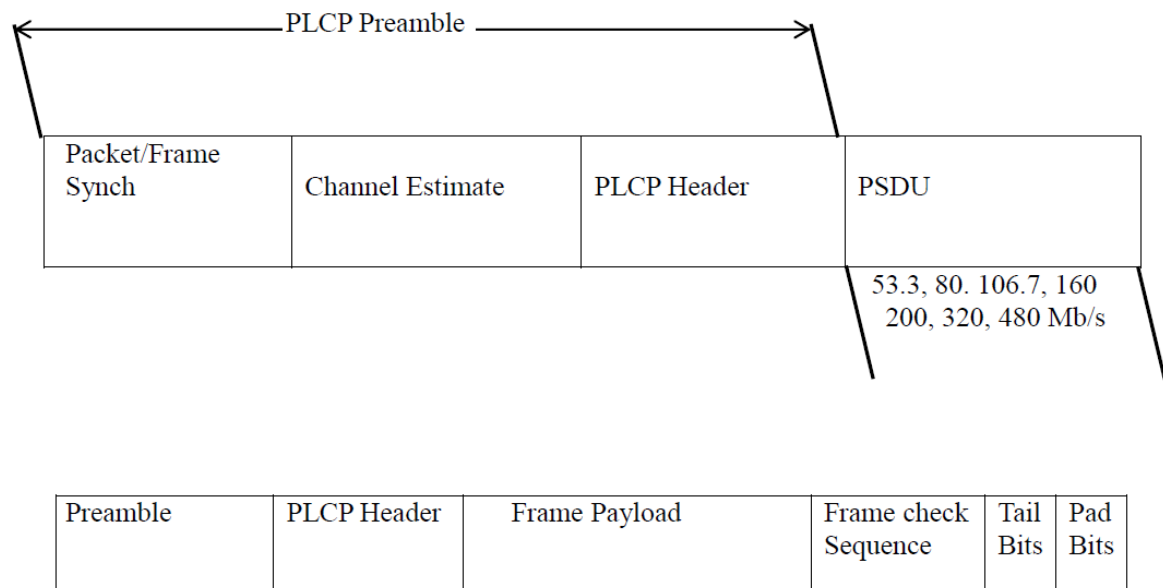 PLCP Preamble
Packet/Frame
Synch
Channel Estimate
PLCP Header
PSDU
53.3, 80. 106.7, 160
200, 320, 480 Mb/s
Preamble
PLCP Header
Frame Payload
Frame check
Sequence
Tail
Bits
Pad
Bits